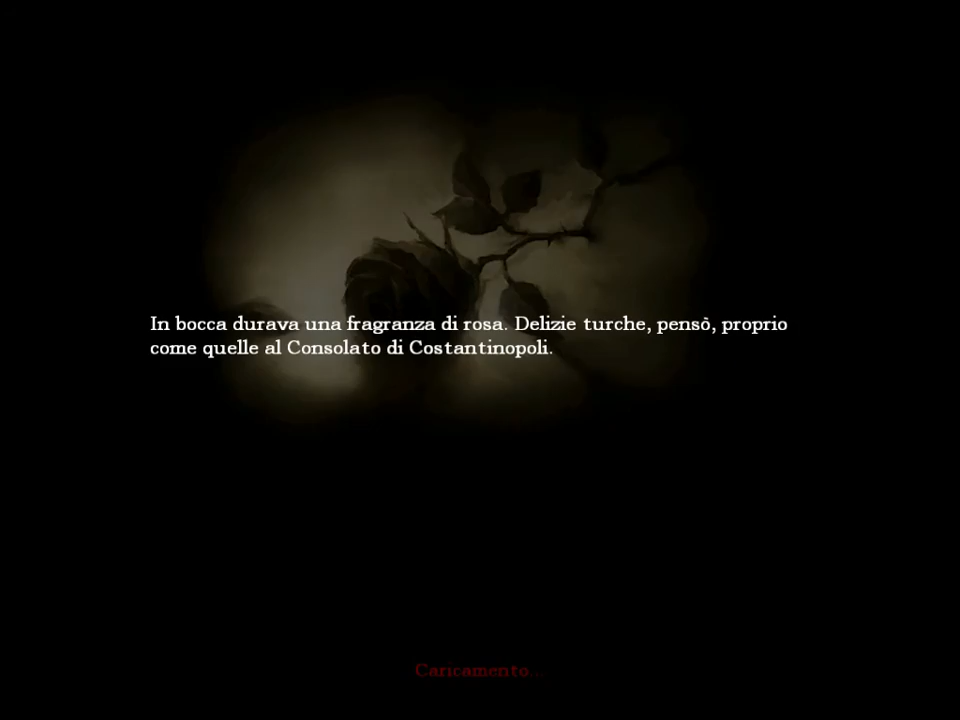 In bocca durava una fragranza di rosa. Delizie turche, pensò, proprio
come quelle al Consolato di Costantinopoli.
Caricamento...